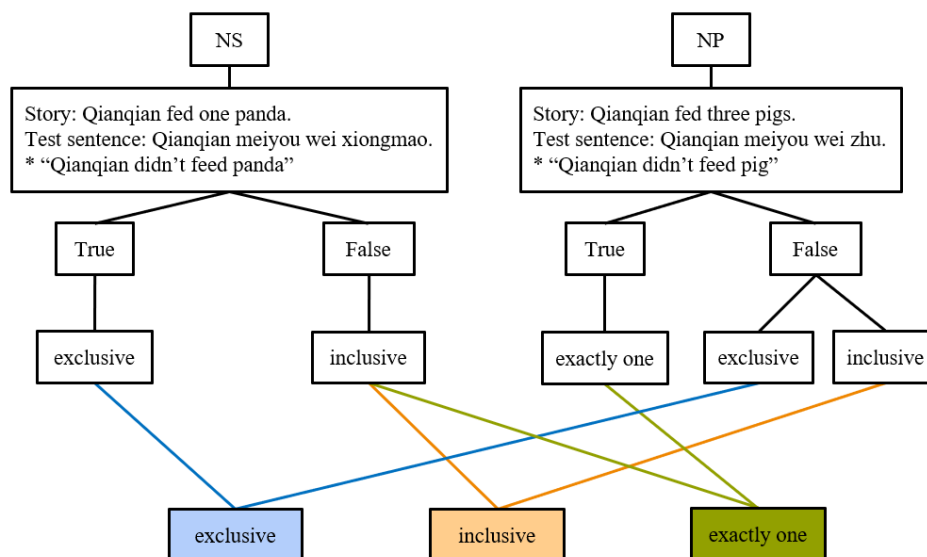 NS
NP
Story: Qianqian fed one panda.
Test sentence: Qianqian meiyou wei xiongmao.
* “Qianqian didn’t feed panda”
Story: Qianqian fed three pigs.
Test sentence: Qianqian meiyou wei zhu.
* “Qianqian didn’t feed pig”
True
False
True
False
exclusive
inclusive
exactly one
exclusive
inclusive
exclusive
inclusive
exactly one